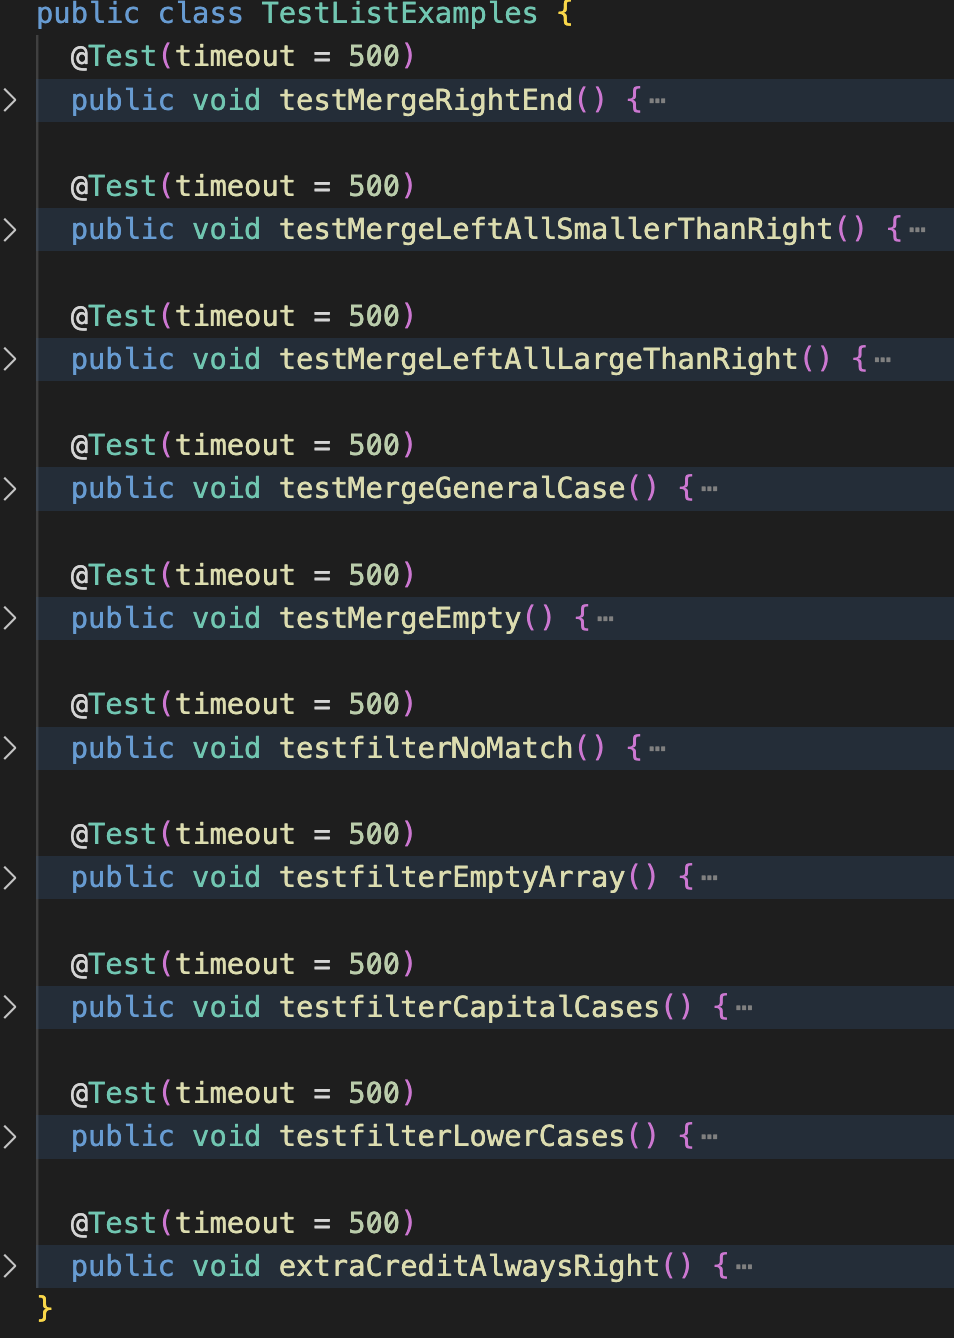 public class TestListExamples {
@Test(timeout = 500)
public void testMergeRightEnd() {⋯
@Test(timeout = 500)
public void testMergeLeftAllSmallerThanRight() {⋯
@Test(timeout = 500)
public void testMergeLeftAllLargeThanRight() {⋯
@Test(timeout = 500)
public void testMergeGeneralCase() {⋯
@Test(timeout = 500)
public void testMergeEmpty() {⋯
@Test(timeout = 500)
public void testfilterNoMatch() {⋯
@Test(timeout = 500)
public void testfilterEmptyArray() {⋯
@Test(timeout = 500)
public void testfilterCapitalCases() {⋯
@Test(timeout = 500)
public void testfilterLowerCases() {⋯
@Test(timeout = 500)
public void extraCreditAlwaysRight() {⋯
}